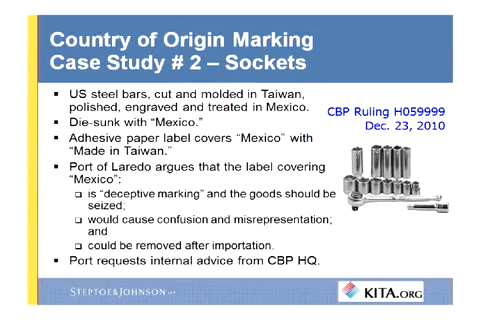 Country of Origin Marking
Case Study # 2 – Sockets
▪ US steel bars, cut and molded in Taiwan,
polished, engraved and treated in Mexico.
▪ Die-sunk with “Mexico.”
▪ Adhesive paper label covers “Mexico” with
“Made in Taiwan.”
▪ Port of Laredo argues that the label covering
“Mexico”:
❑ is “deceptive marking” and the goods should be
seized;
❑ would cause confusion and misrepresentation;
and
❑ could be removed after importation.
▪ Port requests internal advice from CBP HQ.
CBP Ruling H059999
Dec. 23, 2010
STEPTOE&JOHNSON LLP
KITA.ORG